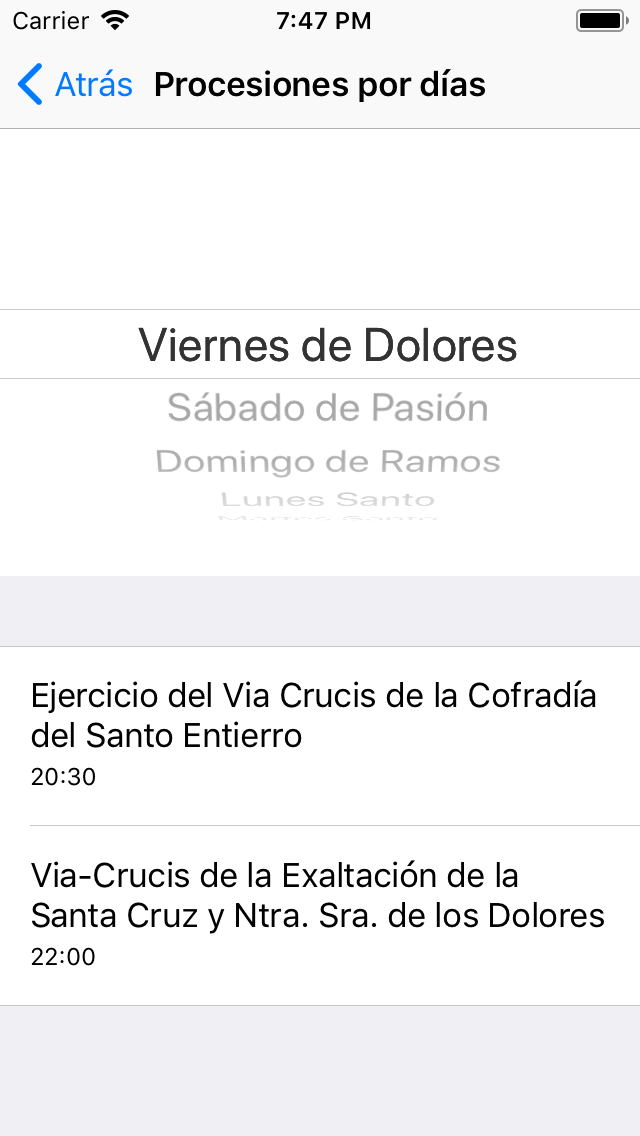 Carrier 7:47 PM
Atrás Procesiones por días
Viernes de Dolores
Sábado de Pasión
Domingo de Ramos
Lunes Santo
Ejercicio del Via Crucis de la Cofradía
del Santo Entierro
20:30
Via-Crucis de la Exaltación de la
Santa Cruz y Ntra. Sra. de los Dolores
22:00